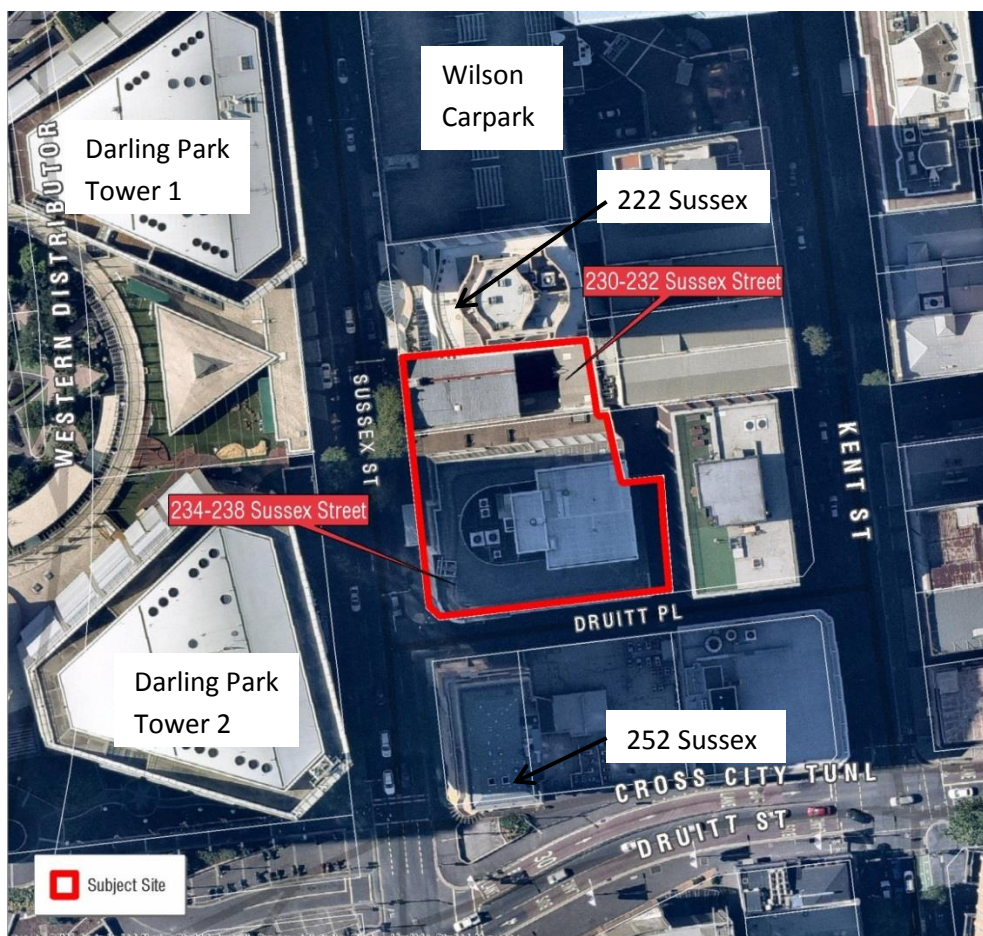 Wilson
Carpark
Darling Park
Tower 1
222 Sussex
230-232 Sussex Street
WESTERN DISTRIBUTOR
SUSSEX ST
KENT ST
234-238 Sussex Street
DRUITT PL
Darling Park
Tower 2
252 Sussex
CROSS CITY TUNL
DRUITT ST
Subject Site